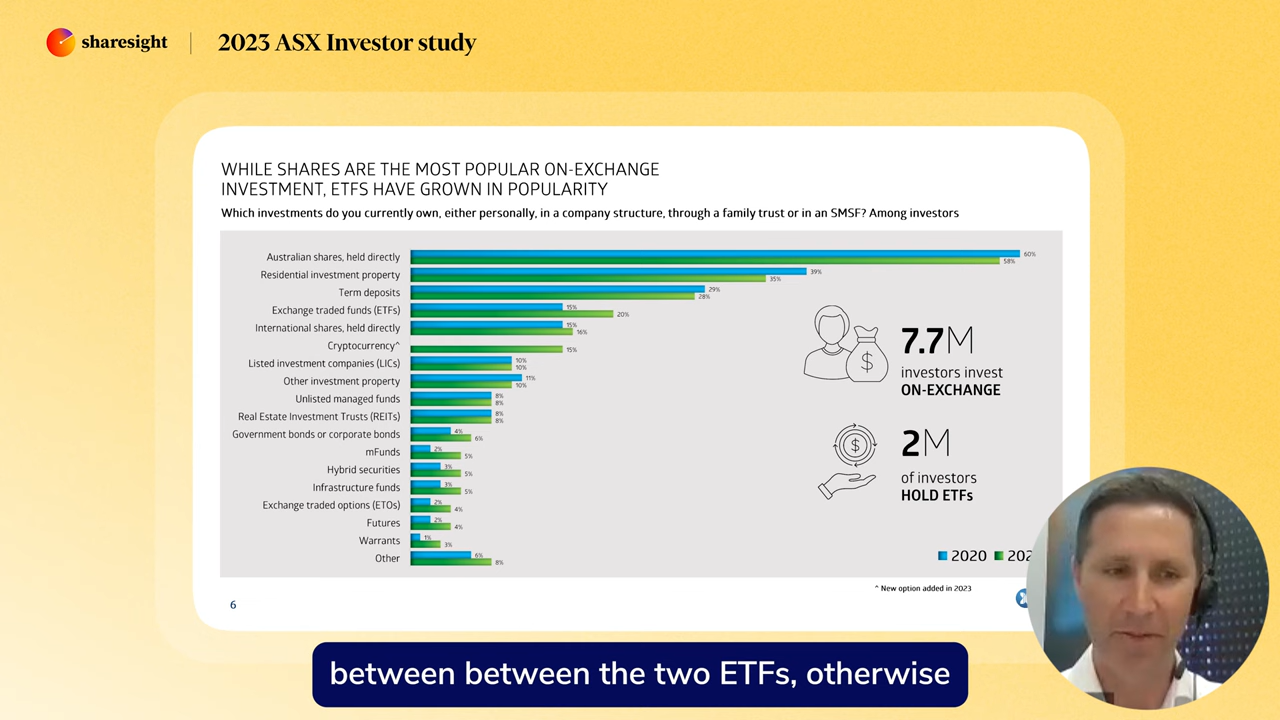 sharesight
2023 ASX Investor study
WHILE SHARES ARE THE MOST POPULAR ON-EXCHANGE
INVESTMENT, ETFS HAVE GROWN IN POPULARITY
Which investments do you currently own, either personally, in a company structure, through a family trust or in an SMSF? Among investors
Australian shares, held directly 60% 58%
Residential investment property 39% 35%
Term deposits 29% 28%
Exchange traded funds (ETFs) 15% 20%
International shares, held directly 15% 16%
Cryptocurrency^ 15%
Listed investment companies (LICs) 10% 10%
Other investment property 11% 10%
Unlisted managed funds 8% 8%
Real Estate Investment Trusts (REITs) 8% 8%
Government bonds or corporate bonds 4% 6%
mFunds 2% 5%
Hybrid securities 3% 5%
Infrastructure funds 3% 5%
Exchange traded options (ETOs) 2% 4%
Futures 2% 4%
Warrants 1% 3%
Other 6% 8%
7.7M
investors invest
ON-EXCHANGE
2M
of investors
HOLD ETFs
2020 202
^ New option added in 2023
6
between between the two ETFs, otherwise